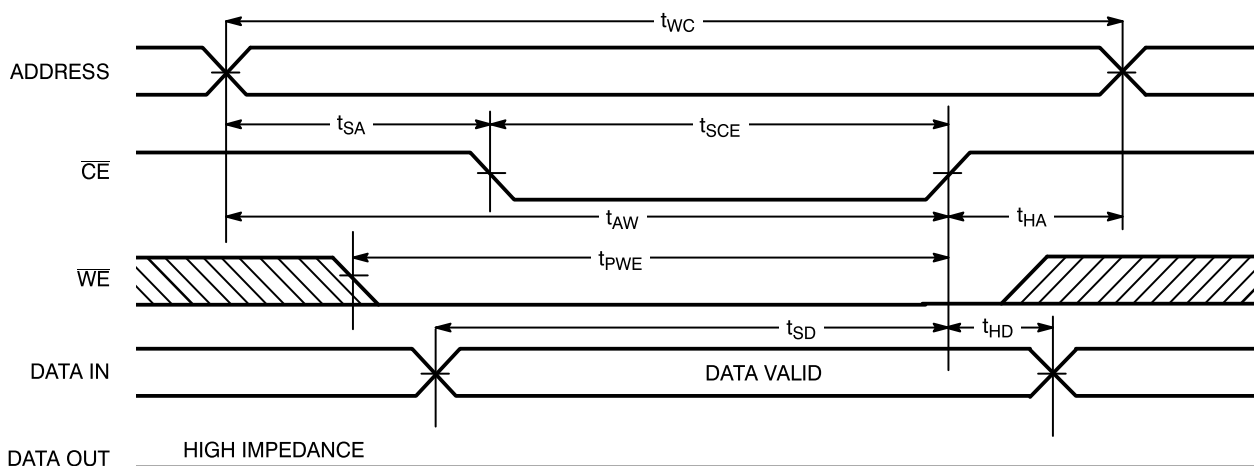 tWC
ADDRESS
tSA
tSCE
CE
tAW
tHA
WE
tPWE
tSD
tHD
DATA IN
DATA VALID
DATA OUT
HIGH IMPEDANCE